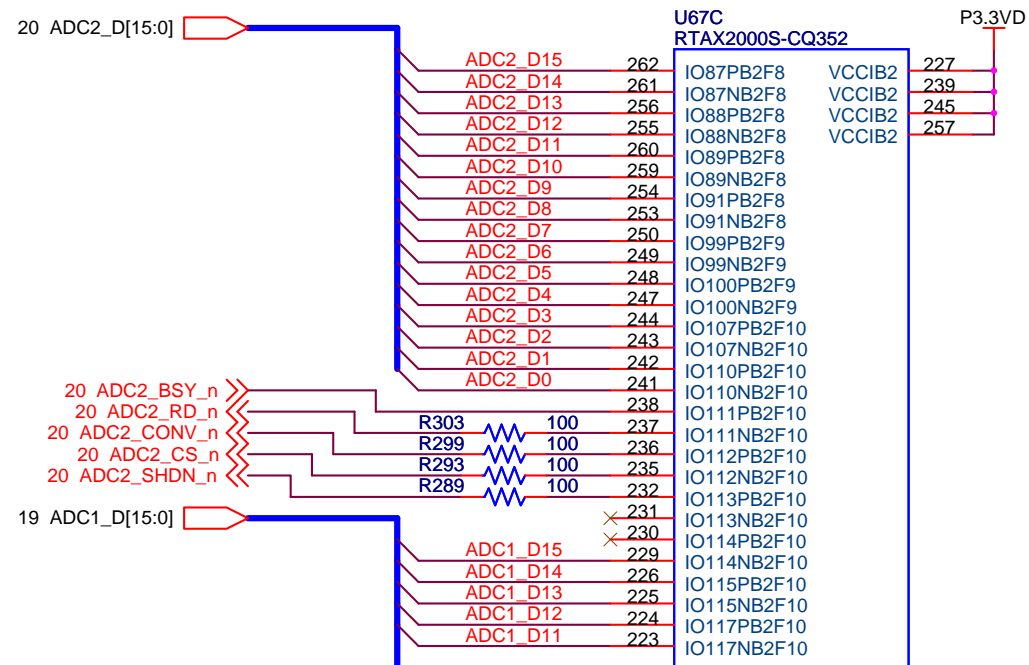 U67C
RTAX2000S-CQ352
P3.3VD
20 ADC2_D[15:0]
ADC2_D15 262 IO87PB2F8 VCCIB2 227
ADC2_D14 261 IO87NB2F8 VCCIB2 239
ADC2_D13 256 IO88PB2F8 VCCIB2 245
ADC2_D12 255 IO88NB2F8 VCCIB2 257
ADC2_D11 260 IO89PB2F8
ADC2_D10 259 IO89NB2F8
ADC2_D9 254 IO91PB2F8
ADC2_D8 253 IO91NB2F8
ADC2_D7 250 IO99PB2F9
ADC2_D6 249 IO99NB2F9
ADC2_D5 248 IO100PB2F9
ADC2_D4 247 IO100NB2F9
ADC2_D3 244 IO107PB2F10
ADC2_D2 243 IO107NB2F10
ADC2_D1 242 IO110PB2F10
ADC2_D0 241 IO110NB2F10
20 ADC2_BSY_n 238 IO111PB2F10
20 ADC2_RD_n R303 100 237 IO111NB2F10
20 ADC2_CONV_n R299 100 236 IO112PB2F10
20 ADC2_CS_n R293 100 235 IO112NB2F10
20 ADC2_SHDN_n R289 100 232 IO113PB2F10
231 IO113NB2F10
19 ADC1_D[15:0] 230 IO114PB2F10
ADC1_D15 229 IO114NB2F10
ADC1_D14 226 IO115PB2F10
ADC1_D13 225 IO115NB2F10
ADC1_D12 224 IO117PB2F10
ADC1_D11 223 IO117NB2F10